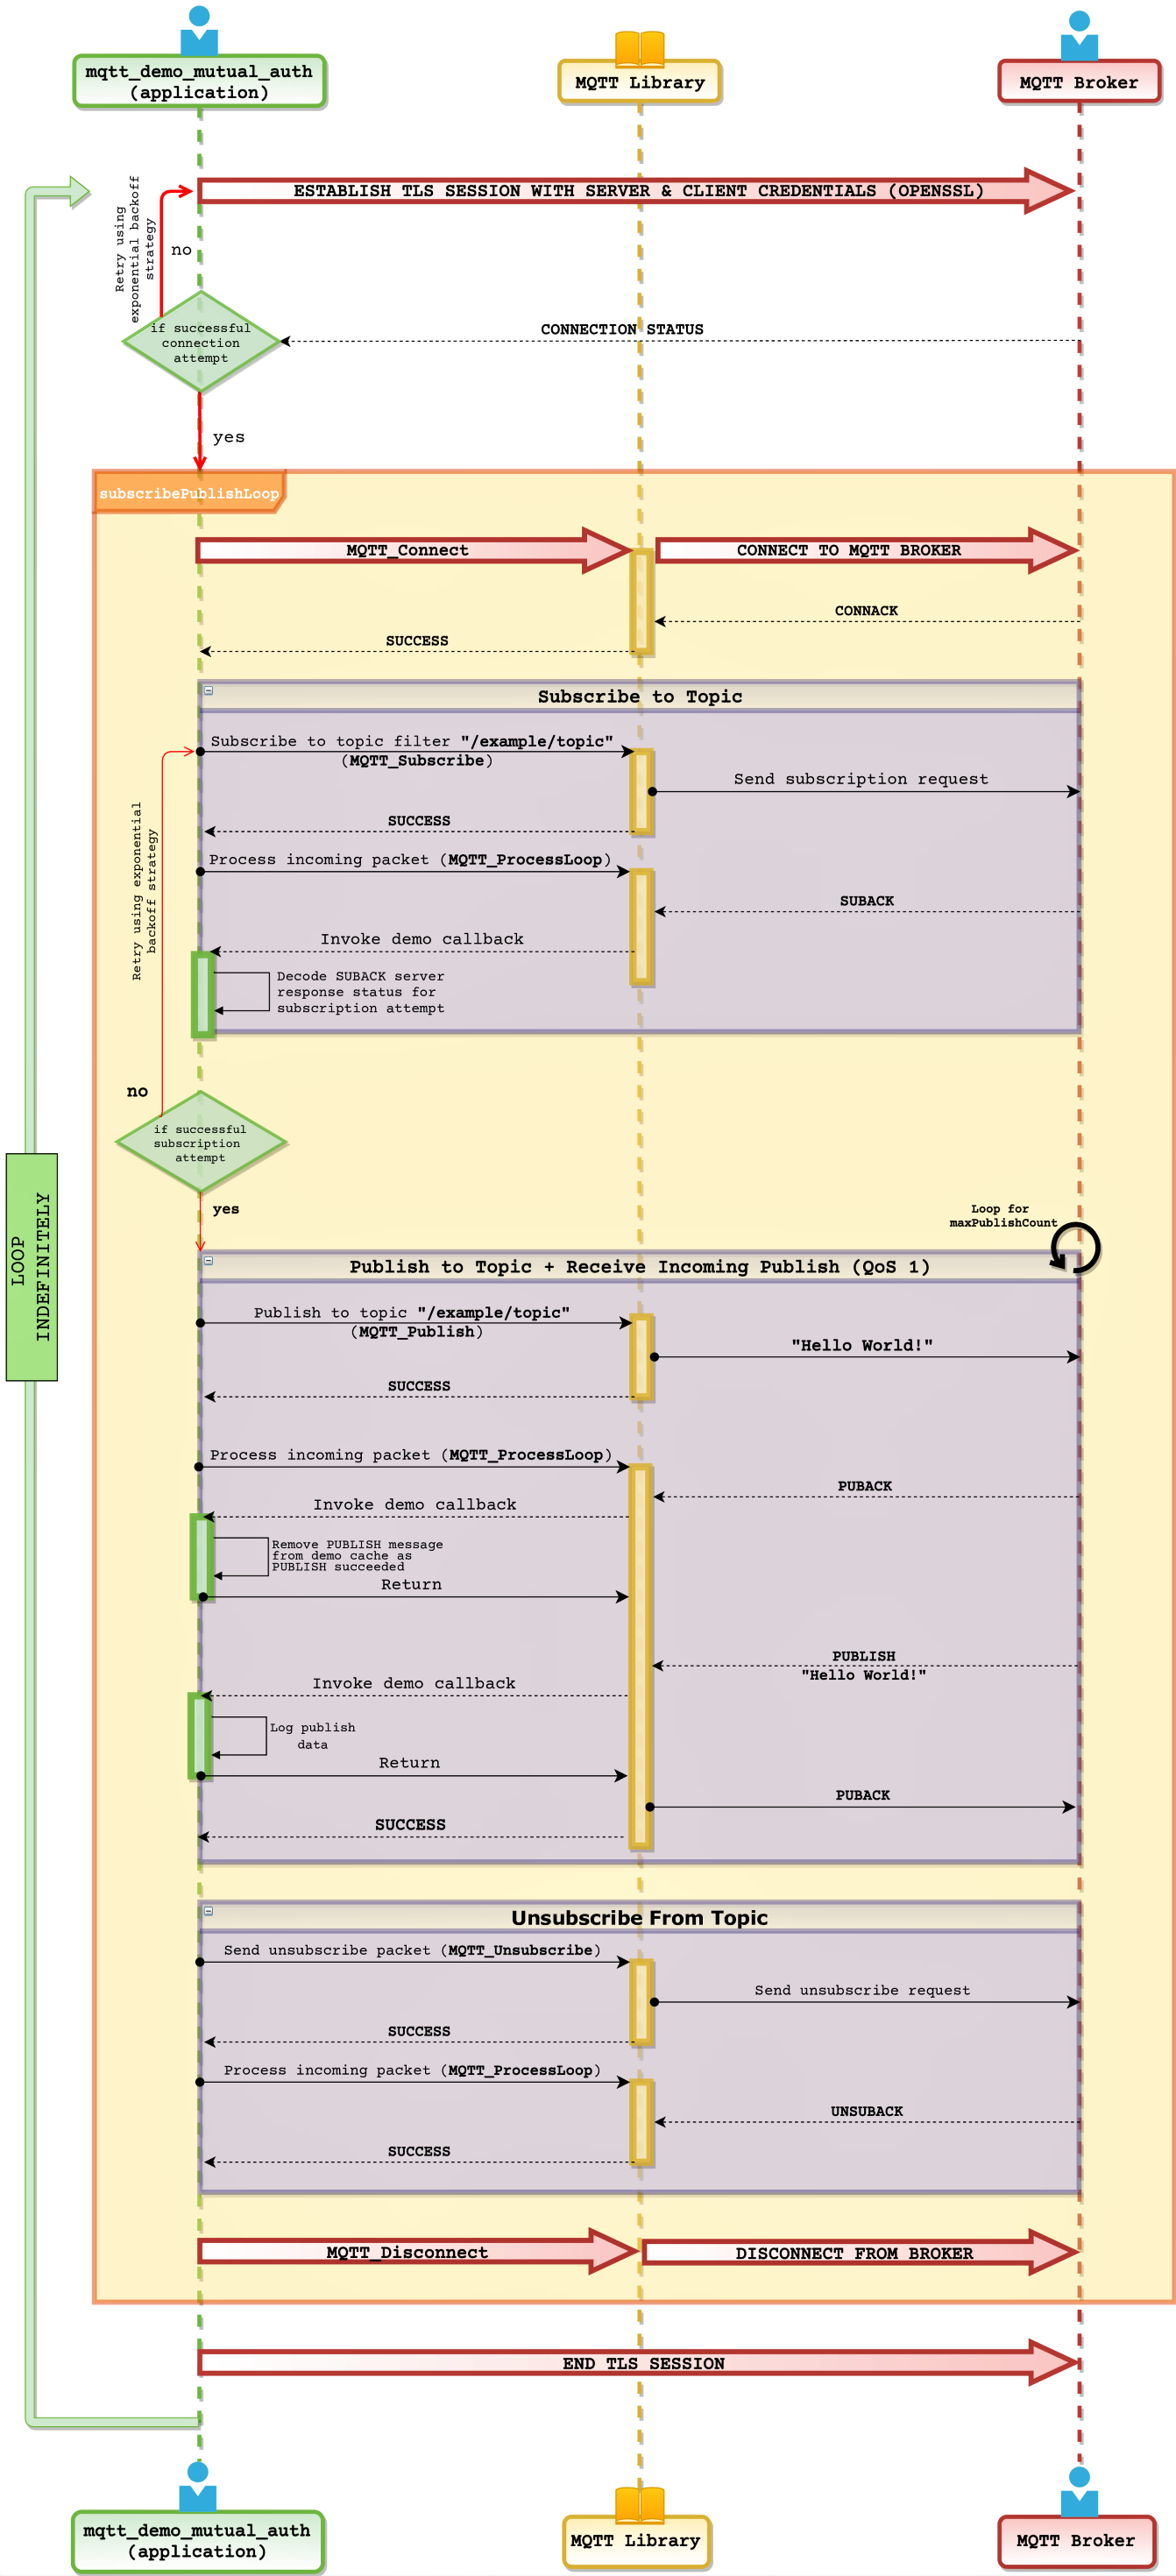 mqtt_demo_mutual_auth
(application)
MQTT Library
MQTT Broker
ESTABLISH TLS SESSION WITH SERVER & CLIENT CREDENTIALS (OPENSSL)
Retry using
exponential backoff
strategy
no
if successful
connection
attempt
CONNECTION STATUS
yes
subscribePublishLoop
MQTT_Connect
CONNECT TO MQTT BROKER
CONNACK
SUCCESS
Subscribe to Topic
Subscribe to topic filter "/example/topic"
(MQTT_Subscribe)
Send subscription request
SUCCESS
Process incoming packet (MQTT_ProcessLoop)
SUBACK
Invoke demo callback
Decode SUBACK server
response status for
subscription attempt
Retry using exponential
backoff strategy
no
if successful
subscription
attempt
yes
Loop for
maxPublishCount
LOOP
INDEFINITELY
Publish to Topic + Receive Incoming Publish (QoS 1)
Publish to topic "/example/topic"
(MQTT_Publish)
"Hello World!"
SUCCESS
Process incoming packet (MQTT_ProcessLoop)
PUBACK
Invoke demo callback
Remove PUBLISH message
from demo cache as
PUBLISH succeeded
Return
PUBLISH
"Hello World!"
Invoke demo callback
Log publish
data
Return
PUBACK
SUCCESS
Unsubscribe From Topic
Send unsubscribe packet (MQTT_Unsubscribe)
Send unsubscribe request
SUCCESS
Process incoming packet (MQTT_ProcessLoop)
UNSUBACK
SUCCESS
MQTT_Disconnect
DISCONNECT FROM BROKER
END TLS SESSION
mqtt_demo_mutual_auth
(application)
MQTT Library
MQTT Broker